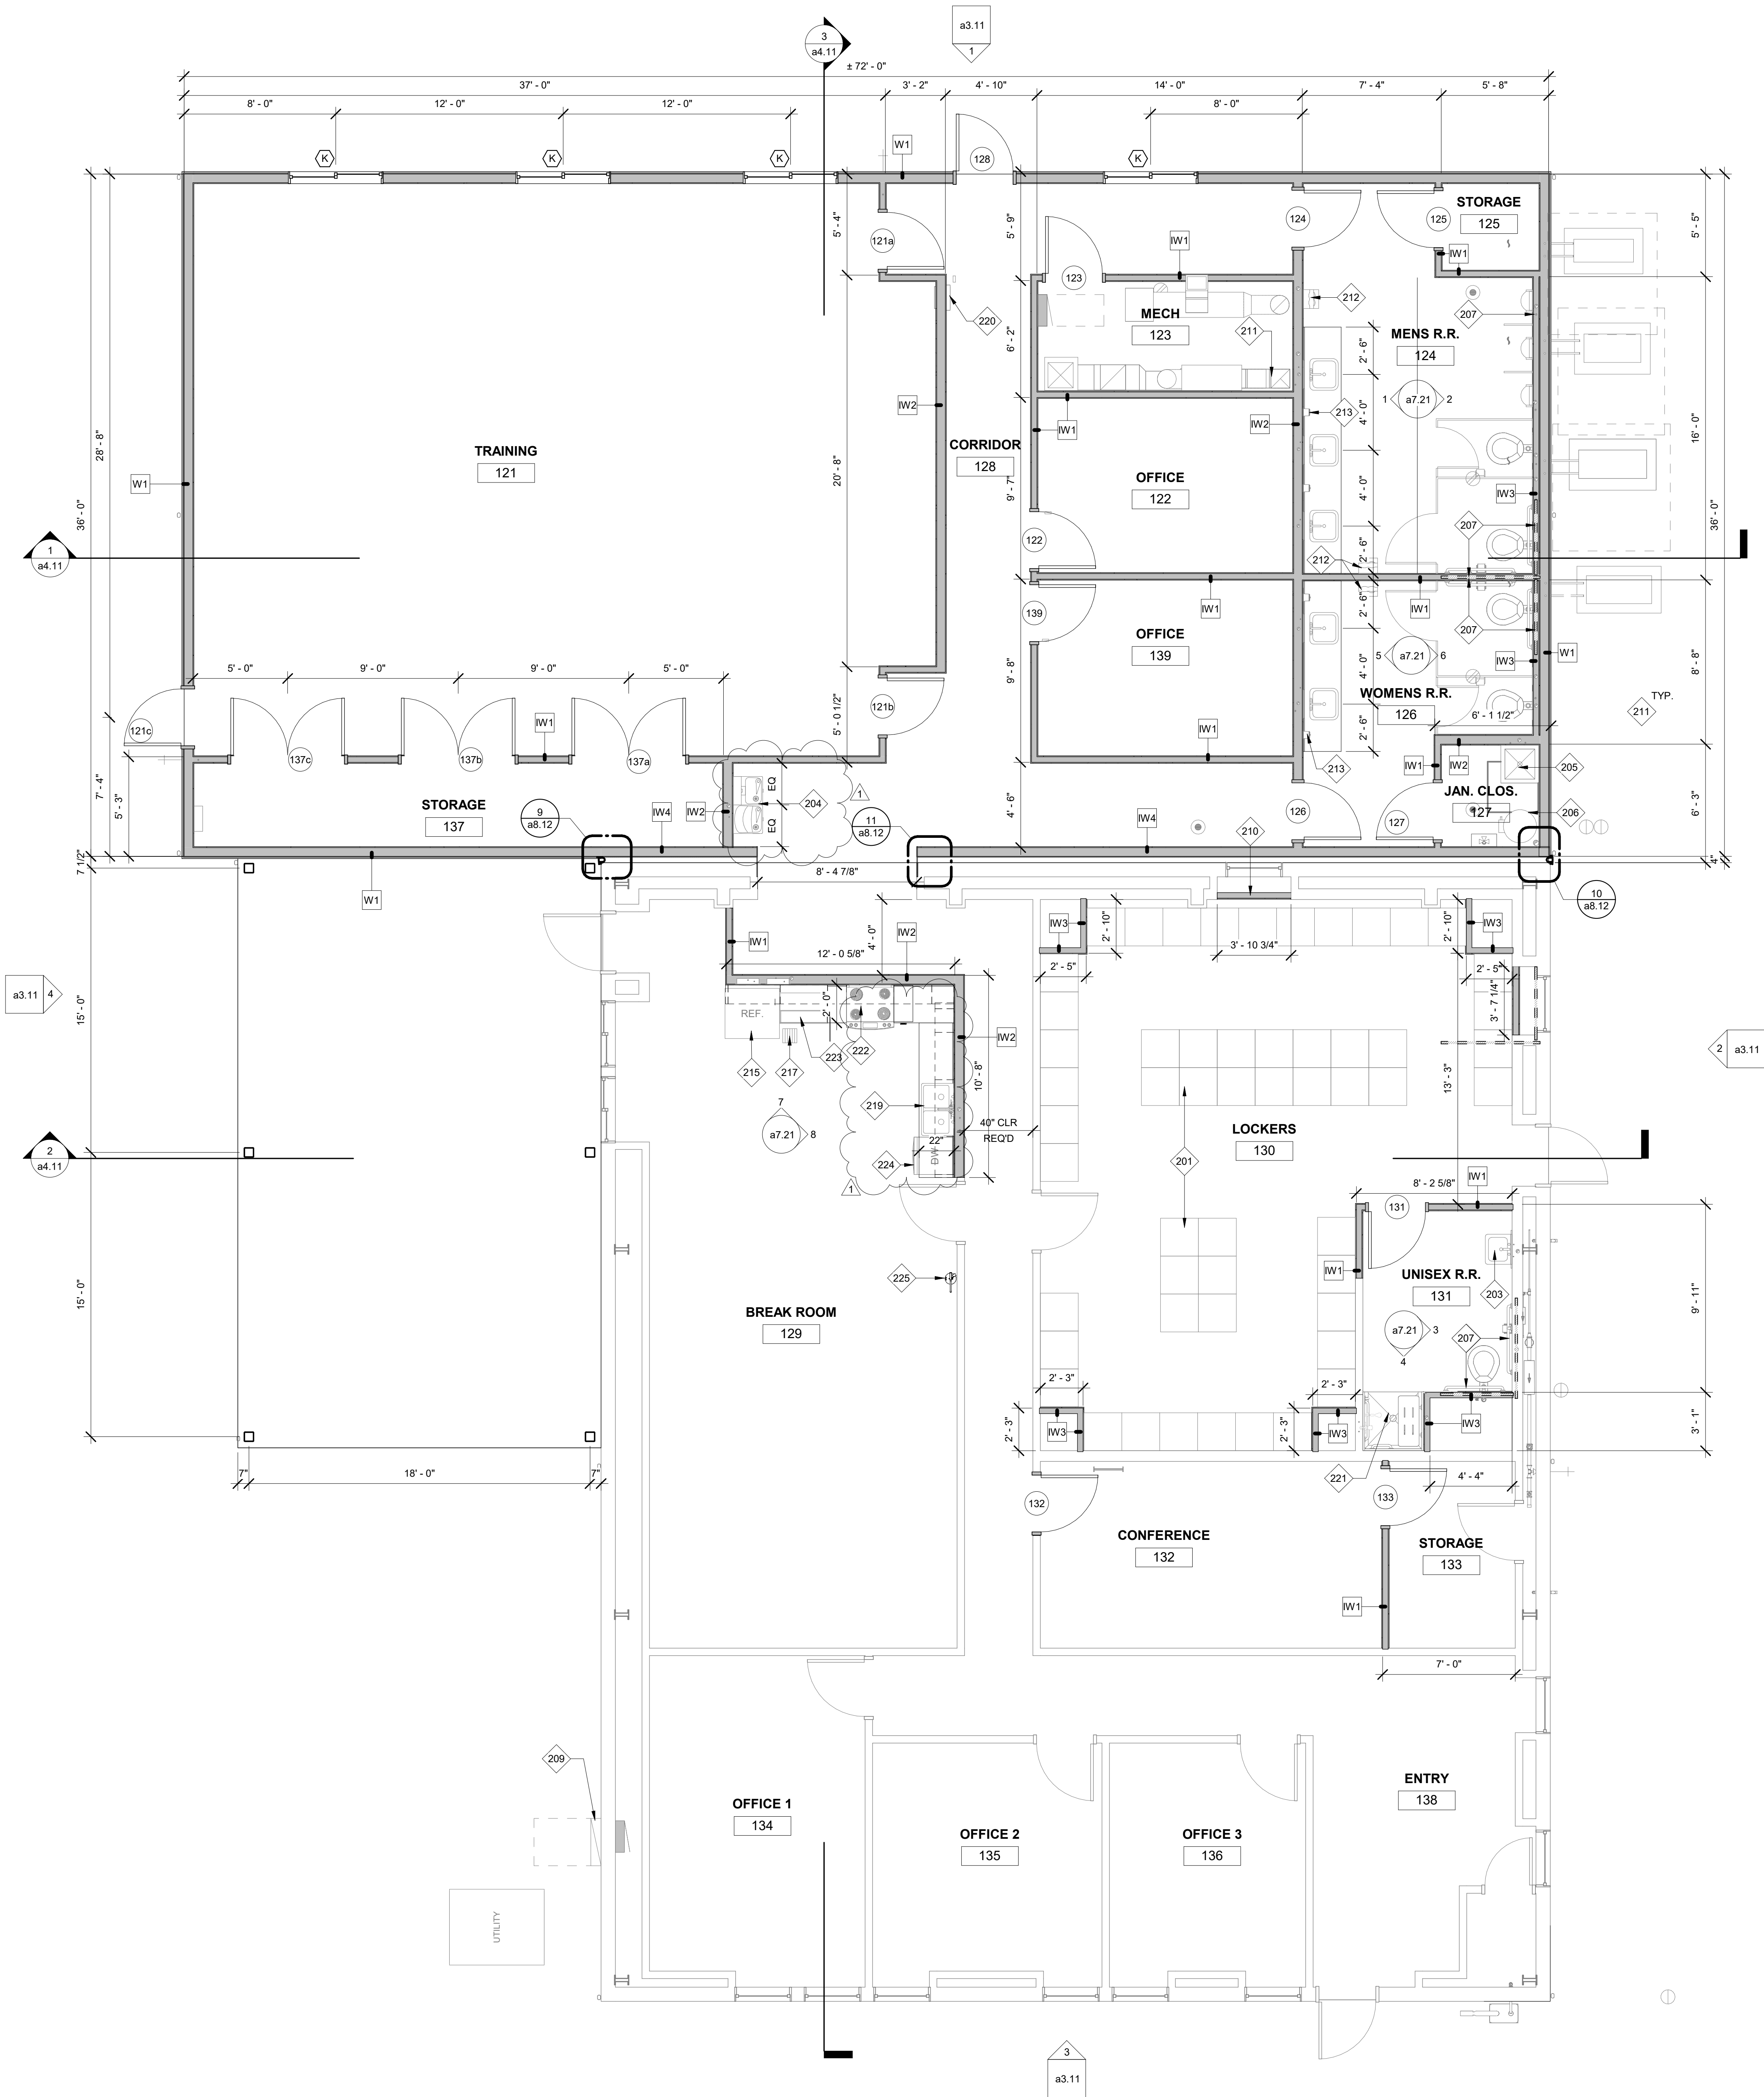 3
a4.11
a3.11
1
± 72' - 0"
37' - 0"
3' - 2"
4' - 10"
14' - 0"
7' - 4"
5' - 8"
8' - 0"
12' - 0"
12' - 0"
8' - 0"
K
K
K
K
W1
128
5' - 4"
121a
5' - 9"
124
125
STORAGE
125
5' - 5"
IW1
IW1
123
MECH
123
211
212
207
MENS R.R.
124
220
6' - 2"
2' - 6"
1
a7.21
2
IW2
IW1
IW2
213
4' - 0"
16' - 0"
28' - 8"
36' - 0"
W1
TRAINING
121
CORRIDOR
128
20' - 8"
9' - 7"
OFFICE
122
4' - 0"
IW3
207
36' - 0"
1
a4.11
122
2' - 6"
212
IW1
2' - 6"
IW1
139
OFFICE
139
207
5
a7.21
6
IW3
W1
5' - 0"
9' - 0"
9' - 0"
5' - 0"
9' - 8"
4' - 0"
8' - 8"
WOMENS R.R.
126
6' - 1 1/2"
TYP.
211
121c
IW1
121b
5' - 0 1/2"
2' - 6"
137c
137b
137a
IW1
213
IW1
IW2
205
7' - 4"
5' - 3"
EQ
EQ
204
1
JAN. CLOS.
127
206
STORAGE
137
9
a8.12
IW4
IW2
11
a8.12
4' - 6"
IW4
210
126
127
6' - 3"
7 1/2"
4"
W1
8' - 4 7/8"
10
a8.12
IW1
4' - 0"
IW2
IW3
2' - 10"
3' - 10 3/4"
2' - 10"
IW3
12' - 0 5/8"
2' - 5"
2' - 5"
a3.11
4
15' - 0"
REF.
2' - 0"
3' - 7 1/4"
215
217
223
222
IW2
2
a3.11
7
a7.21
8
219
10' - 8"
13' - 3"
40" CLR
REQ'D
22"
DW
224
1
LOCKERS
130
201
2
a4.11
8' - 2 5/8"
IW1
131
225
IW1
UNISEX R.R.
131
203
15' - 0"
BREAK ROOM
129
a7.21
3
4
207
9' - 11"
2' - 3"
2' - 3"
2' - 3"
IW3
2' - 3"
IW3
IW3
3' - 1"
7"
18' - 0"
7"
221
4' - 4"
132
133
CONFERENCE
132
STORAGE
133
IW1
7' - 0"
209
OFFICE 1
134
OFFICE 2
135
OFFICE 3
136
ENTRY
138
UTILITY
3
a3.11